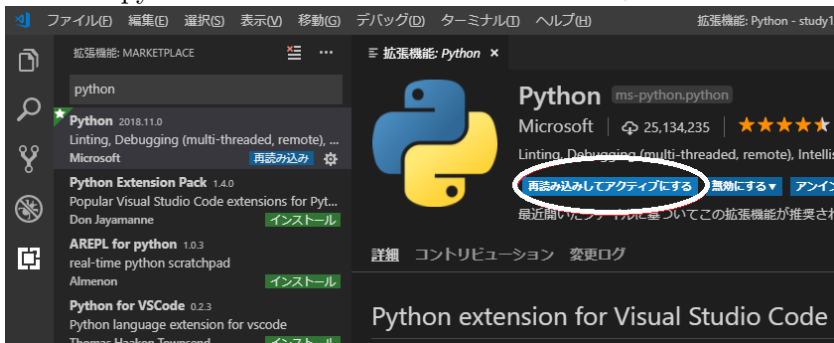 ファイル(F) 編集(E) 選択(S) 表示(V) 移動(G) デバッグ(D) ターミナル(T) ヘルプ(H) 拡張機能: Python - study1
拡張機能: MARKETPLACE
python
Python 2018.11.0
Linting, Debugging (multi-threaded, remote), ...
Microsoft 再読み込み
Python Extension Pack 1.4.0
Popular Visual Studio Code extensions for Pyt...
Don Jayamanne インストール
AREPL for python 1.0.3
real-time python scratchpad
Almenon インストール
Python for VSCode 0.2.3
Python language extension for vscode
Thomas Haakon Townsend インストール
拡張機能: Python ×
Python ms-python.python
Microsoft 25,134,235
Linting, Debugging (multi-threaded, remote), Intellis
再読み込みしてアクティブにする 無効にする▼ アンイン
最近開いたファイルに基づいてこの拡張機能が推奨され
詳細 コントリビューション 変更ログ
Python extension for Visual Studio Code